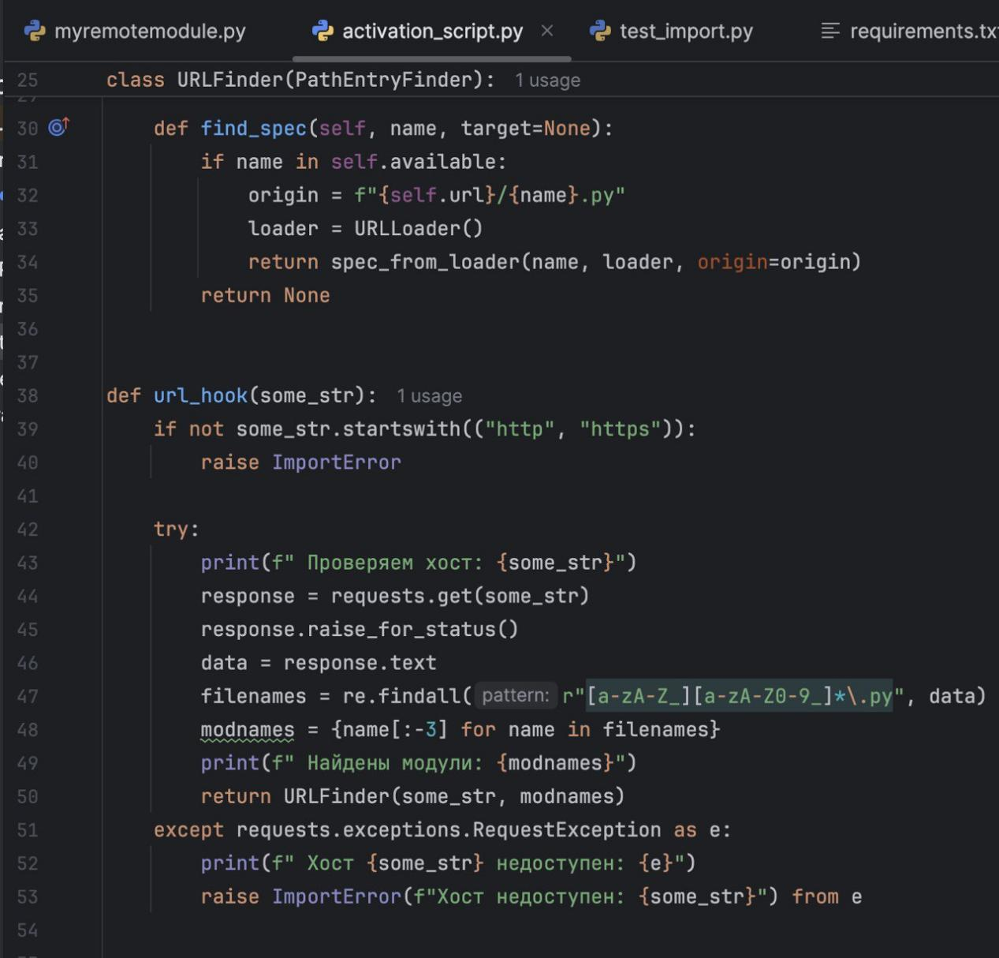 myremotemodule.py activation_script.py × test_import.py requirements.tx
25 class URLFinder(PathEntryFinder): 1 usage
30 def find_spec(self, name, target=None):
31 if name in self.available:
32 origin = f"{self.url}/{name}.py"
33 loader = URLLoader()
34 return spec_from_loader(name, loader, origin=origin)
35 return None
36
37
38 def url_hook(some_str): 1 usage
39 if not some_str.startswith(("http", "https")):
40 raise ImportError
41
42 try:
43 print(f" Проверяем хост: {some_str}")
44 response = requests.get(some_str)
45 response.raise_for_status()
46 data = response.text
47 filenames = re.findall( pattern: r"[a-zA-Z_][a-zA-Z0-9_]*\.py", data)
48 modnames = {name[:-3] for name in filenames}
49 print(f" Найдены модули: {modnames}")
50 return URLFinder(some_str, modnames)
51 except requests.exceptions.RequestException as e:
52 print(f" Хост {some_str} недоступен: {e}")
53 raise ImportError(f"Хост недоступен: {some_str}") from e
54